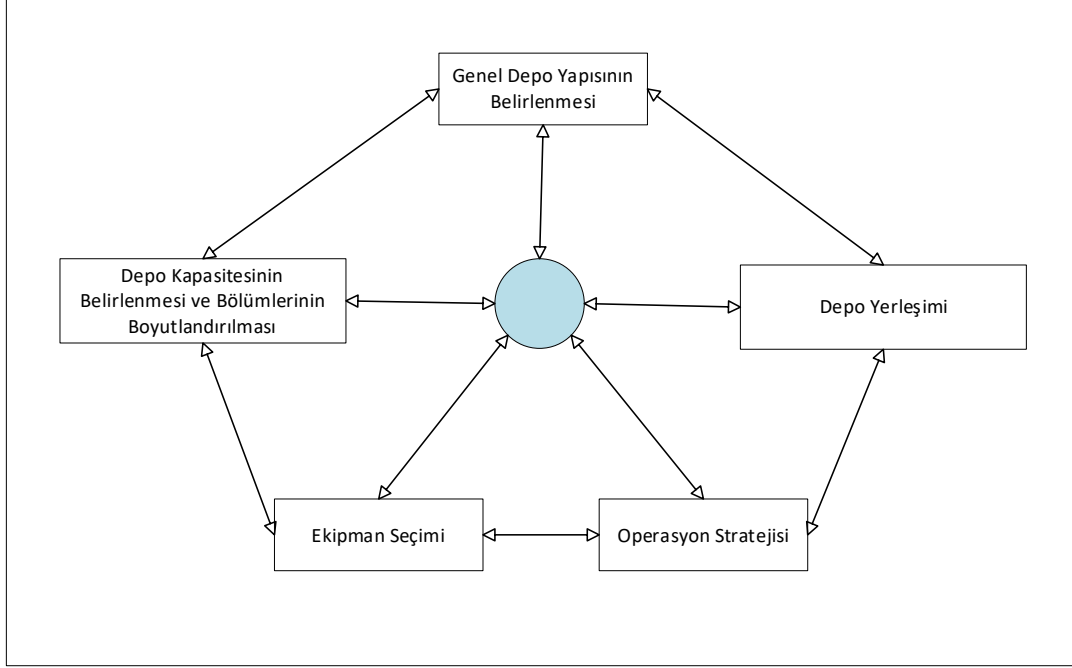 Genel Depo Yapısının
Belirlenmesi
Depo Kapasitesinin
Belirlenmesi ve Bölümlerinin
Boyutlandırılması
Depo Yerleşimi
Ekipman Seçimi
Operasyon Stratejisi